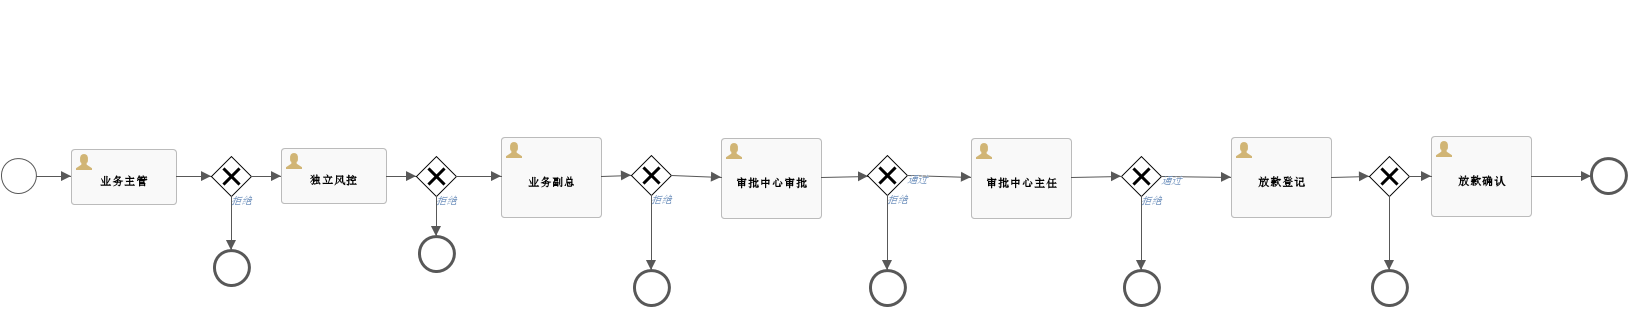 业务主管
拒绝
独立风控
拒绝
业务副总
拒绝
审批中心审批
通过
拒绝
审批中心主任
通过
拒绝
放款登记
放款确认